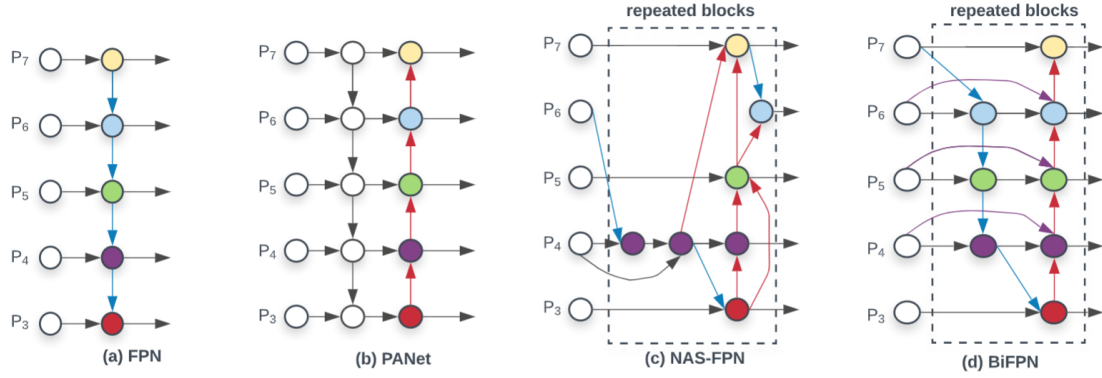 repeated blocks repeated blocks
P7 P7 P7 P7
P6 P6 P6 P6
P5 P5 P5 P5
P4 P4 P4 P4
P3 P3 P3 P3
(a) FPN (b) PANet (c) NAS-FPN (d) BiFPN